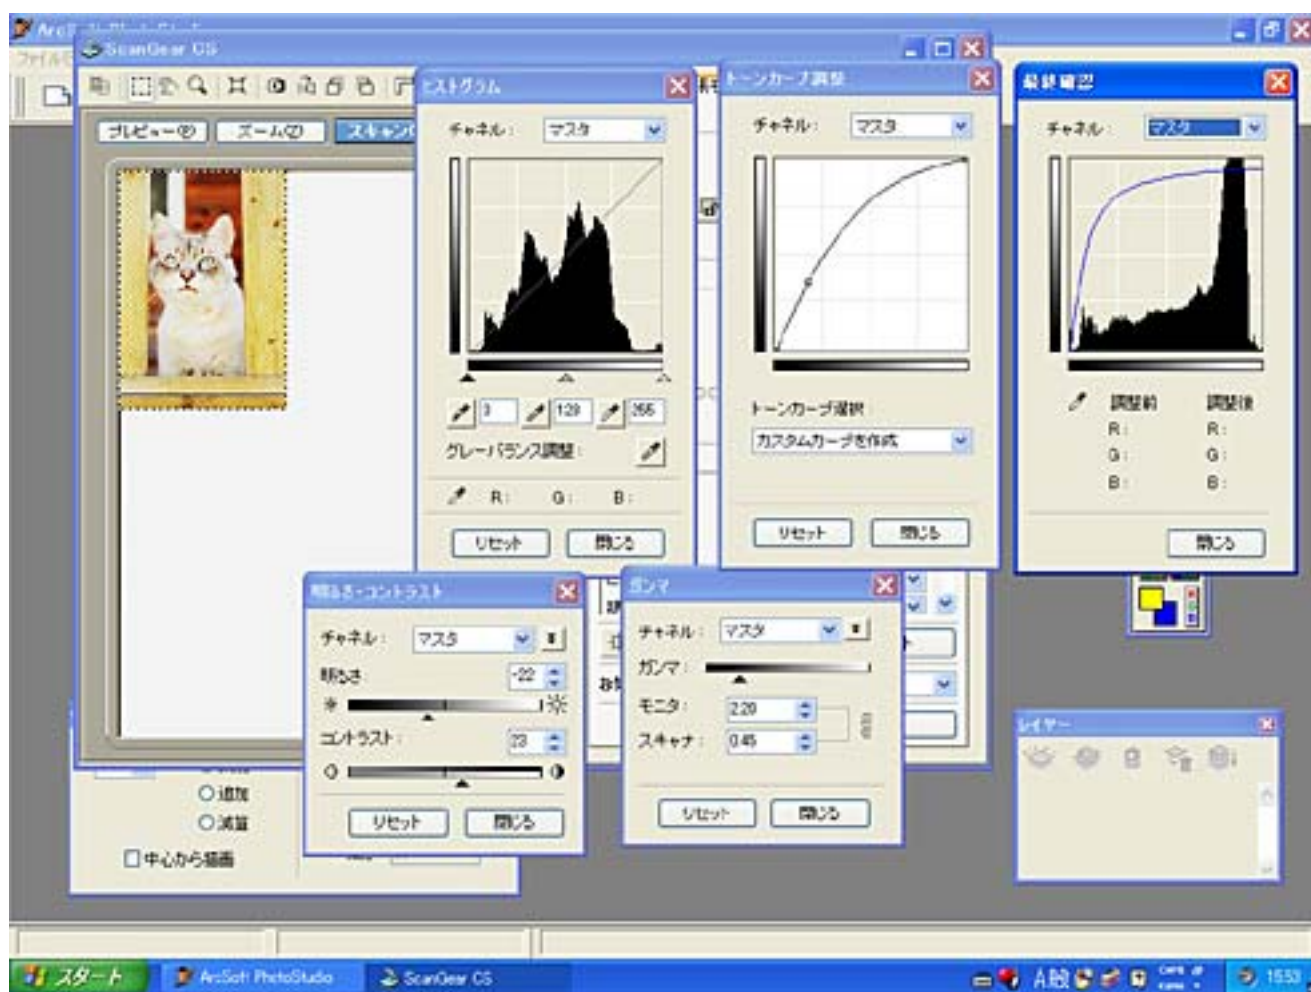 ScanGear CS
プレビュー(P) ズーム(Z)
ヒストグラム
チャネル: マスタ
3 128 255
グレーバランス調整:
R: G: B:
リセット 閉じる
トーンカーブ調整
チャネル: マスタ
トーンカーブ選択:
カスタムカーブを作成
リセット 閉じる
最終確認
チャネル: マスタ
調整前 調整後
R: R:
G: G:
B: B:
閉じる
明るさ・コントラスト
チャネル: マスタ
明るさ: -22
コントラスト: 23
リセット 閉じる
ガンマ
チャネル: マスタ
ガンマ:
モニタ: 2.20
スキャナ: 0.45
リセット 閉じる
レイヤー
追加
減算
中心から描画
スタート ArcSoft PhotoStudio ScanGear CS A般 15:53